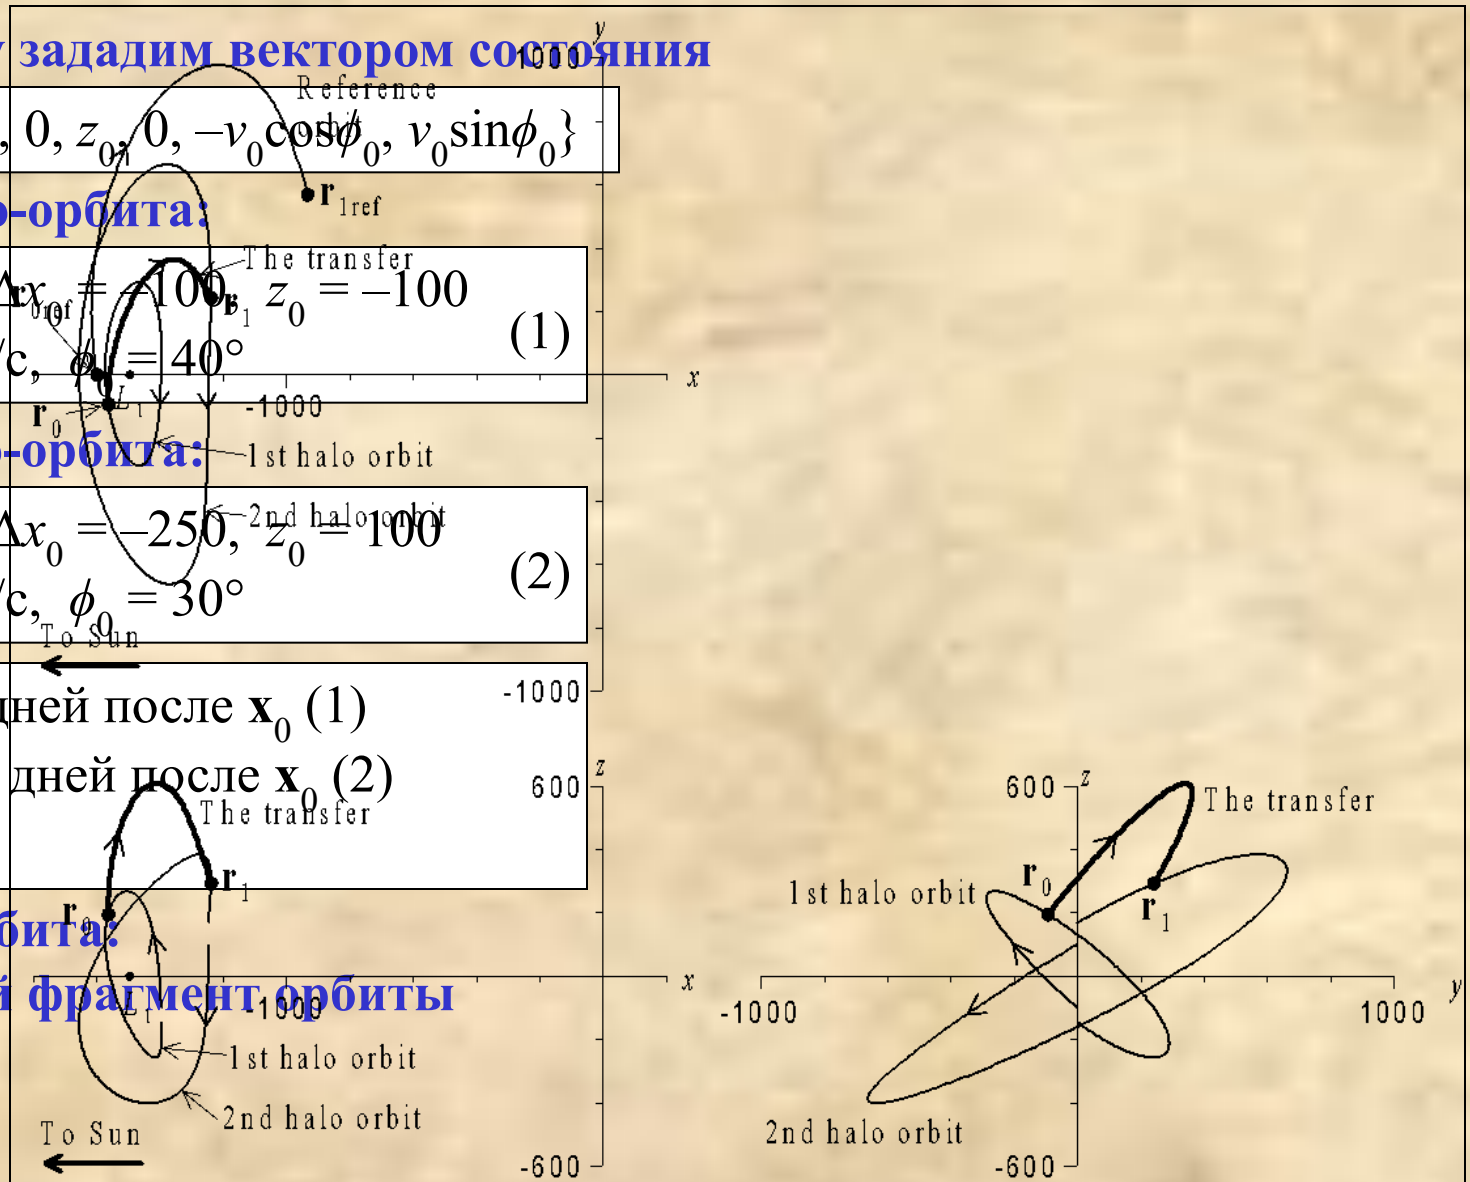 у зададим вектором состояния
, 0, z0, 0, –v0cosϕ0, v0sinϕ0}
о-орбита:
Δx0 = –100, z0 = –100
/с, ϕ0 = 40°
(1)
о-орбита:
Δx0 = –250, z0 = 100
/с, ϕ0 = 30°
(2)
дней после x0 (1)
дней после x0 (2)
бита:
й фрагмент орбиты
y
1000
Reference
orbit
r1ref
The transfer
r0ref
r1
x
L1
-1000
r0
1st halo orbit
2nd halo orbit
To Sun
-1000
z
600
The transfer
r1
r0
x
L1
-1000
1st halo orbit
2nd halo orbit
To Sun
-600
z
600
The transfer
r0
1st halo orbit
r1
-1000
1000
y
2nd halo orbit
-600